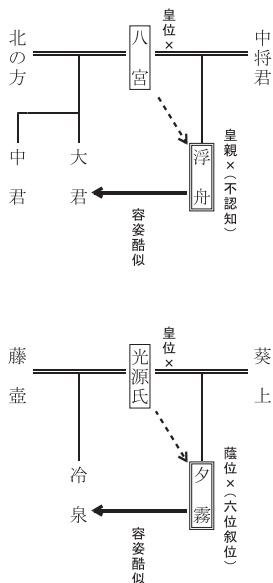 中将君
皇位×
八宮
北の方
皇親×(不認知)
浮舟
大君
中君
容姿酷似
葵上
皇位×
光源氏
藤壺
蔭位×(六位叙位)
夕霧
冷泉
容姿酷似